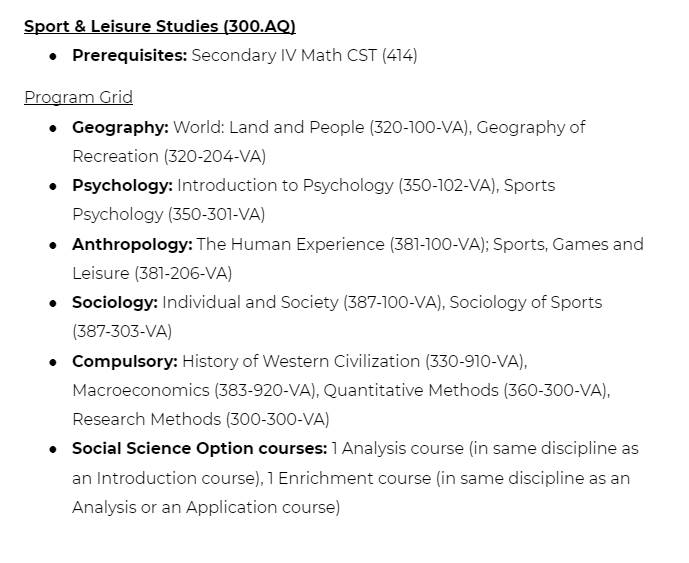 Sport & Leisure Studies (300.AQ)
● Prerequisites: Secondary IV Math CST (414)
Program Grid
● Geography: World: Land and People (320-100-VA), Geography of
Recreation (320-204-VA)
● Psychology: Introduction to Psychology (350-102-VA), Sports
Psychology (350-301-VA)
● Anthropology: The Human Experience (381-100-VA); Sports, Games and
Leisure (381-206-VA)
● Sociology: Individual and Society (387-100-VA), Sociology of Sports
(387-303-VA)
● Compulsory: History of Western Civilization (330-910-VA),
Macroeconomics (383-920-VA), Quantitative Methods (360-300-VA),
Research Methods (300-300-VA)
● Social Science Option courses: 1 Analysis course (in same discipline as
an Introduction course), 1 Enrichment course (in same discipline as an
Analysis or an Application course)